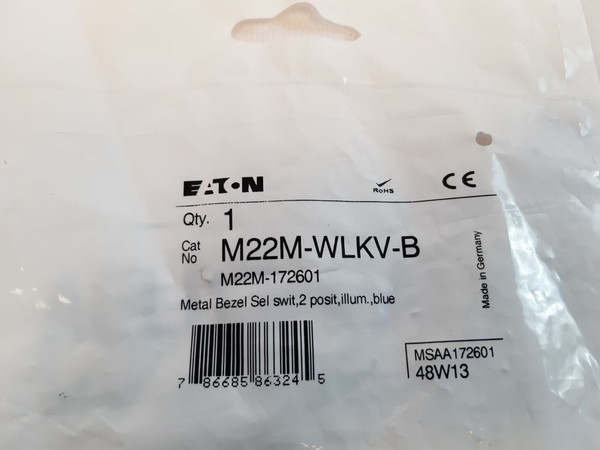 EATON
RoHS
CE
Qty. 1
Cat No M22M-WLKV-B
M22M-172601
Metal Bezel Sel swit,2 posit,illum.,blue
Made in Germany
7 86685 86324 5
MSAA172601
48W13